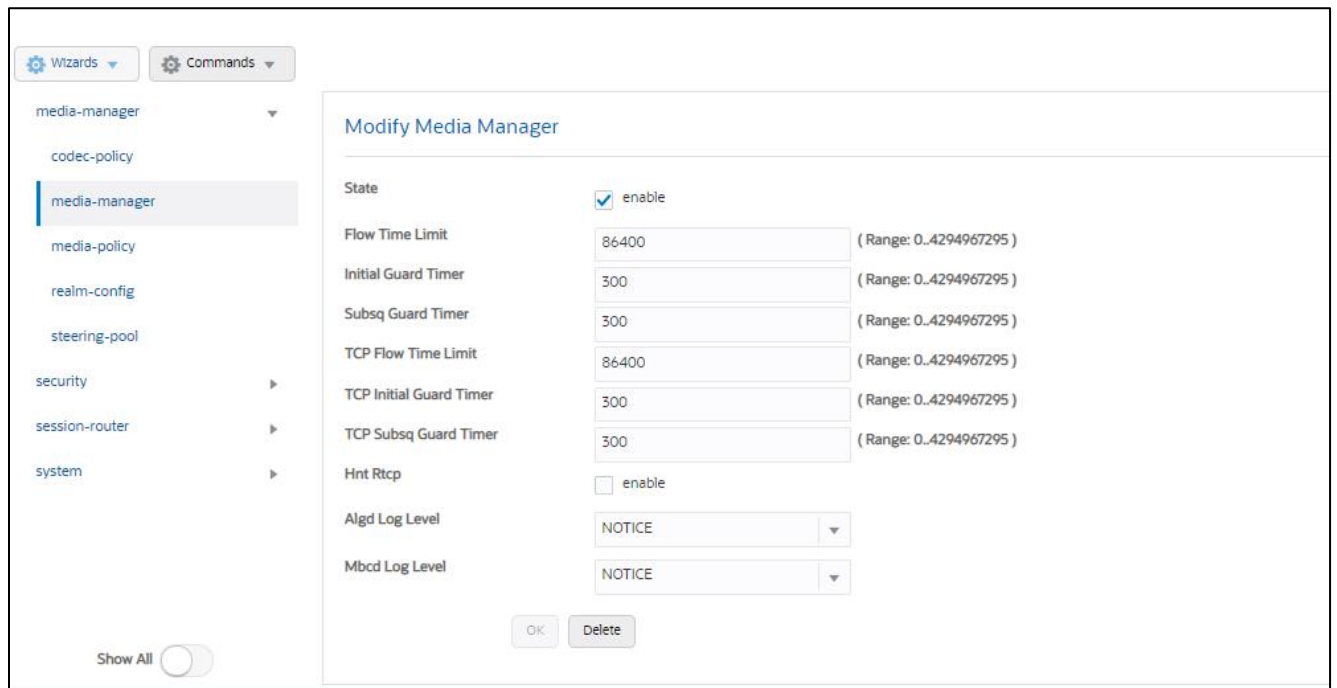 Wizards Commands
media-manager
codec-policy
media-manager
media-policy
realm-config
steering-pool
security
session-router
system
Show All
Modify Media Manager
State enable
Flow Time Limit 86400 ( Range: 0..4294967295 )
Initial Guard Timer 300 ( Range: 0..4294967295 )
Subsq Guard Timer 300 ( Range: 0..4294967295 )
TCP Flow Time Limit 86400 ( Range: 0..4294967295 )
TCP Initial Guard Timer 300 ( Range: 0..4294967295 )
TCP Subsq Guard Timer 300 ( Range: 0..4294967295 )
Hnt Rtcp enable
Algd Log Level NOTICE
Mbcd Log Level NOTICE
OK Delete